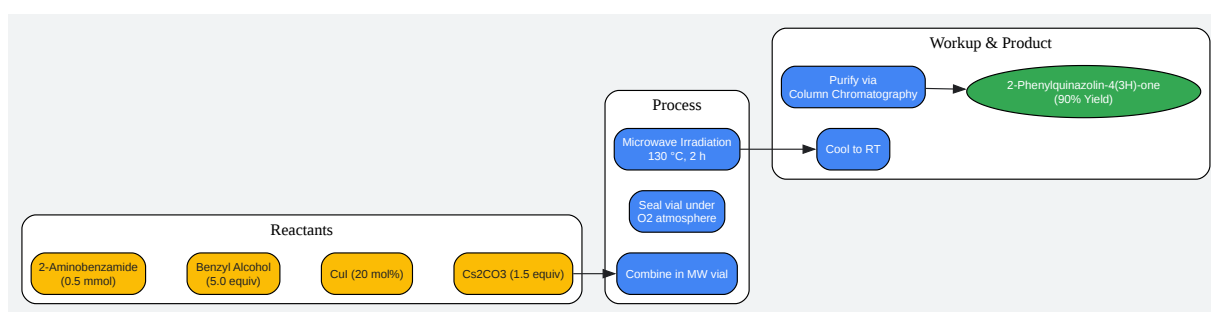 Reactants
2-Aminobenzamide
(0.5 mmol)
Benzyl Alcohol
(5.0 equiv)
CuI (20 mol%)
Cs2CO3 (1.5 equiv)
Process
Microwave Irradiation
130 °C, 2 h
Seal vial under
O2 atmosphere
Combine in MW vial
Workup & Product
Purify via
Column Chromatography
2-Phenylquinazolin-4(3H)-one
(90% Yield)
Cool to RT